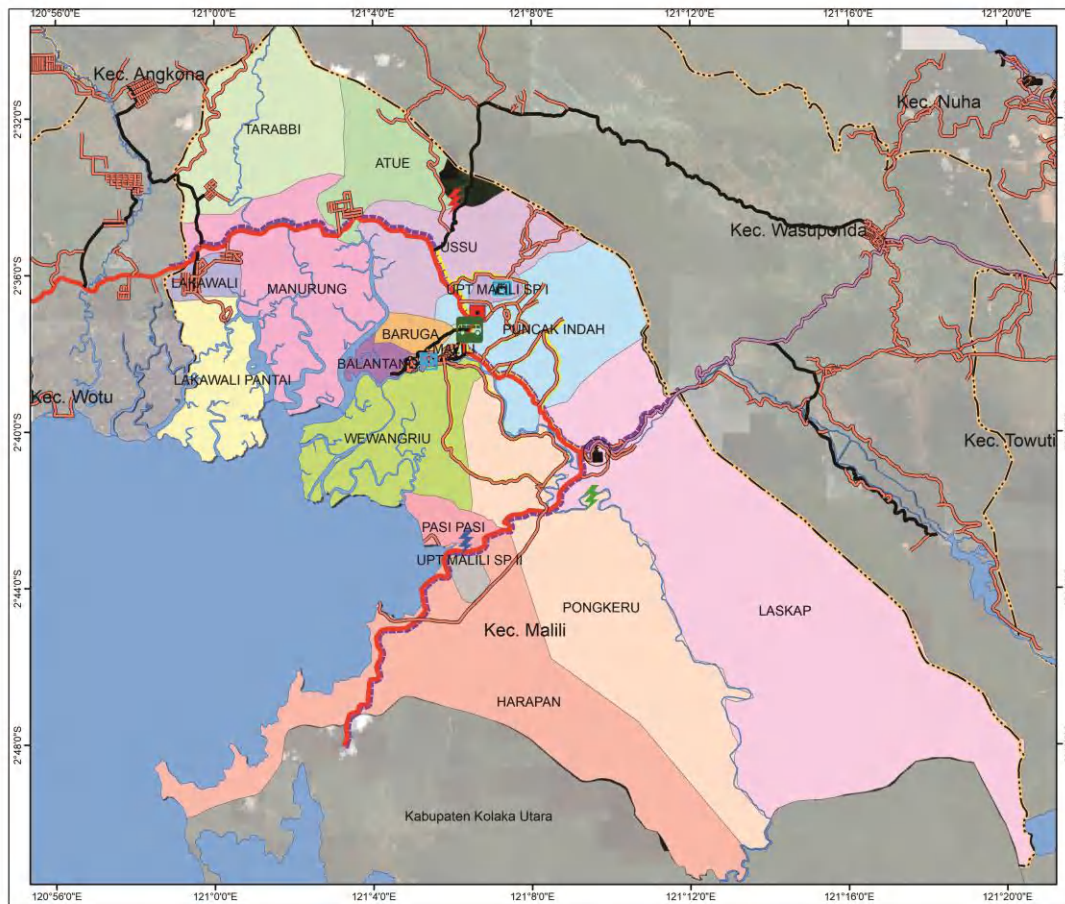 120°56'0"E 121°0'0"E 121°4'0"E 121°8'0"E 121°12'0"E 121°16'0"E 121°20'0"E
2°32'0"S
2°36'0"S
2°40'0"S
2°44'0"S
2°48'0"S
Kec. Angkona
Kec. Nuha
TARABBI
ATUE
Kec. Wasuponda
USSU
LAKAWALI
MANURUNG
UPT MALILI SP I
PUNCAK INDAH
BARUGA
MALILI
BALANTANG
LAKAWALI PANTAI
Kec. Wotu
WEWANGRIU
Kec. Towuti
PASI PASI
UPT MALILI SP II
PONGKERU
LASKAP
Kec. Malili
HARAPAN
Kabupaten Kolaka Utara
120°56'0"E 121°0'0"E 121°4'0"E 121°8'0"E 121°12'0"E 121°16'0"E 121°20'0"E